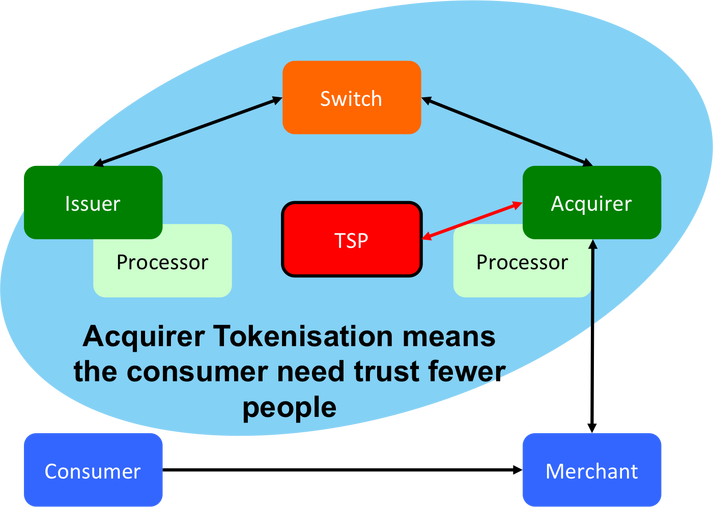 Switch
Issuer
TSP
Acquirer
Processor
Processor
Acquirer Tokenisation means
the consumer need trust fewer
people
Consumer
Merchant